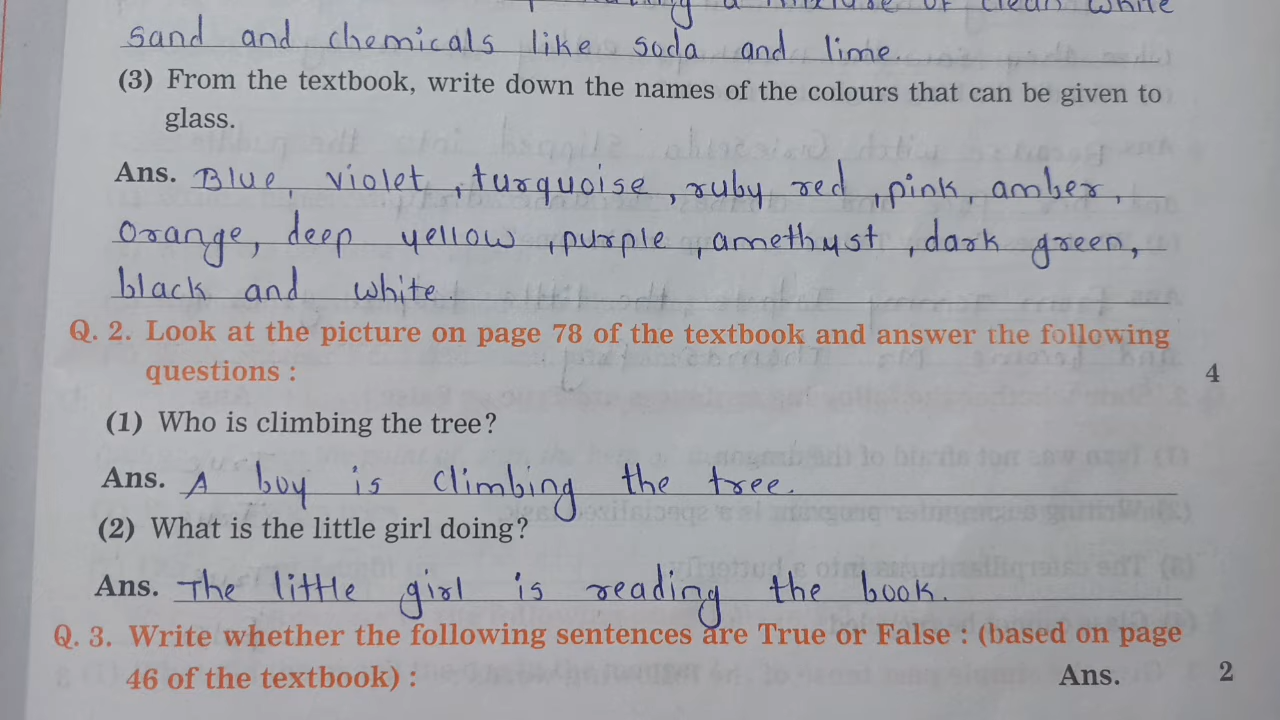 a mixture of clean white
sand and chemicals like soda and lime
(3) From the textbook, write down the names of the colours that can be given to
glass.
Ans. Blue, violet, turquoise, ruby red, pink, amber,
Orange, deep yellow, purple, amethyst, dark green,
black and white
Q. 2. Look at the picture on page 78 of the textbook and answer the following
questions : 4
(1) Who is climbing the tree?
Ans. A boy is climbing the tree.
(2) What is the little girl doing?
Ans. The little girl is reading the book.
Q. 3. Write whether the following sentences are True or False : (based on page
46 of the textbook) : Ans. 2